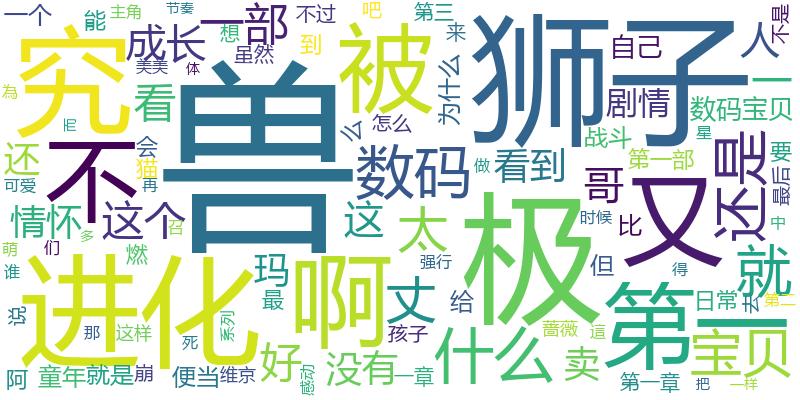 一个
能
主角
节奏
不过
吧
第三
不是
究
成长
一部
想
到
来
人
虽然
美美
体
兽
被
狮子
自己
為
看
为什么
剧情
一
数码宝贝
而
么
怎么
战斗
星
不
会
猫
数码
看到
第一部
要
还
可爱
再
做
哥
又
还是
最后
情怀
这个
召
这
太
极
时候
比
中
萌
们
多
燃
玛
啊
强行
但
得
就
谁
进化
最
丈
给
第一
日常
去
第二
说
那
这样
系列
死
孩子
什么
蔷薇
這
宝贝
阿
童年
就是
崩
便当
维京
好
感动
没有
一章
卖
第一章
把
一样